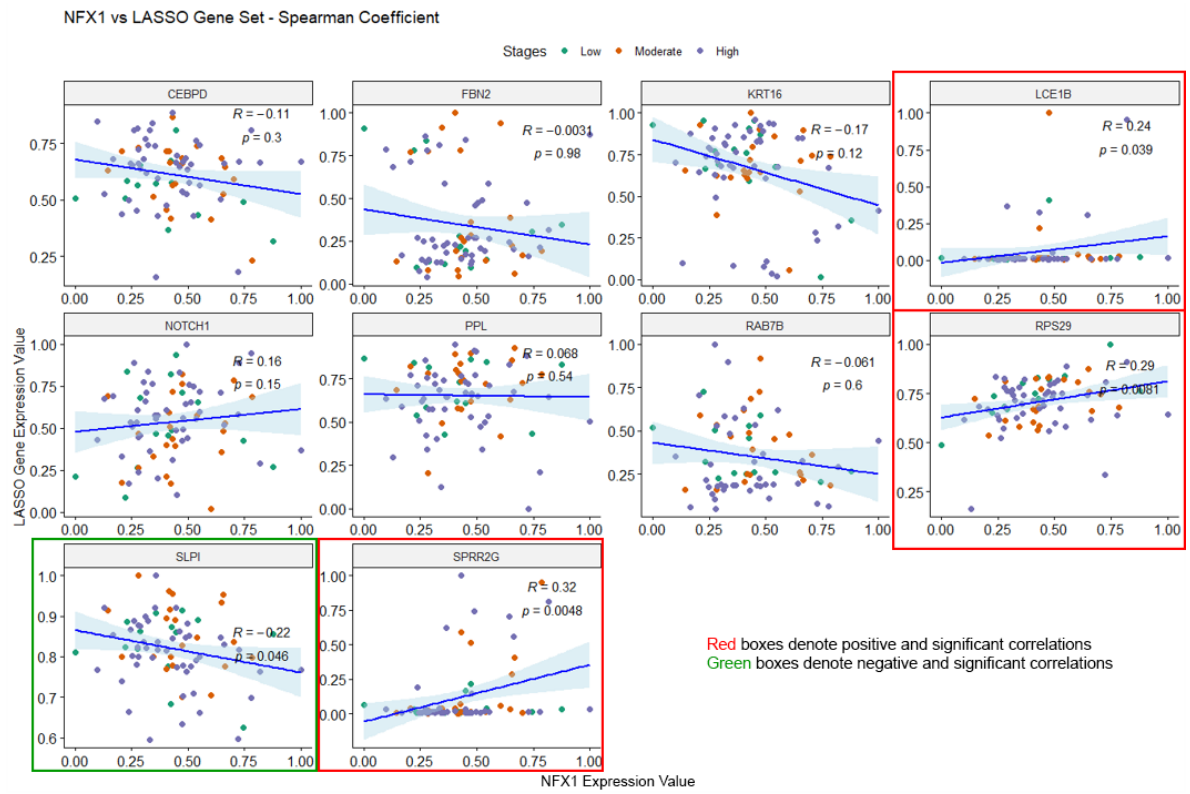 NFX1 vs LASSO Gene Set - Spearman Coefficient
Stages Low Moderate High
CEBPD
R = −0.11
p = 0.3
0.75
0.50
0.25
0.00 0.25 0.50 0.75 1.00
FBN2
R = −0.0031
p = 0.98
1.00
0.75
0.50
0.25
0.00
0.00 0.25 0.50 0.75 1.00
KRT16
R = −0.17
p = 0.12
1.00
0.75
0.50
0.25
0.00
0.00 0.25 0.50 0.75 1.00
LCE1B
R = 0.24
p = 0.039
1.00
0.75
0.50
0.25
0.00
0.00 0.25 0.50 0.75 1.00
NOTCH1
R = 0.16
p = 0.15
1.00
0.75
0.50
0.25
0.00
PPL
R = 0.068
p = 0.54
1.00
0.75
0.50
0.25
0.00
0.00 0.25 0.50 0.75 1.00
RAB7B
R = −0.061
p = 0.6
1.00
0.75
0.50
0.25
0.00 0.25 0.50 0.75 1.00
RPS29
R = 0.29
p = 0.0081
1.00
0.75
0.50
0.25
0.00 0.25 0.50 0.75 1.00
SLPI
R = −0.22
p = 0.046
1.0
0.9
0.8
0.7
0.6
0.00 0.25 0.50 0.75 1.00
SPRR2G
R = 0.32
p = 0.0048
1.00
0.75
0.50
0.25
0.00
0.00 0.25 0.50 0.75 1.00
Red boxes denote positive and significant correlations
Green boxes denote negative and significant correlations
LASSO Gene Expression Value
NFX1 Expression Value